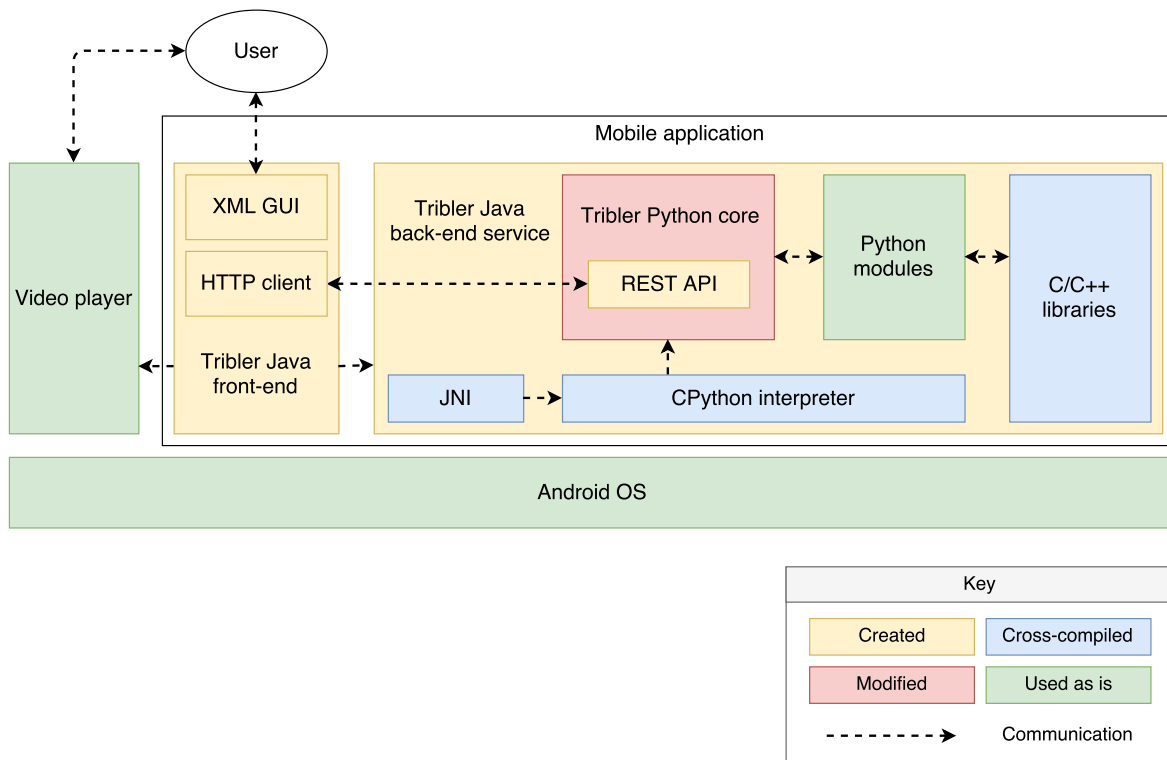 User
Mobile application
Video player
XML GUI
HTTP client
Tribler Java
front-end
Tribler Java
back-end service
Tribler Python core
REST API
Python
modules
C/C++
libraries
JNI
CPython interpreter
Android OS
Key
Created
Cross-compiled
Modified
Used as is
Communication